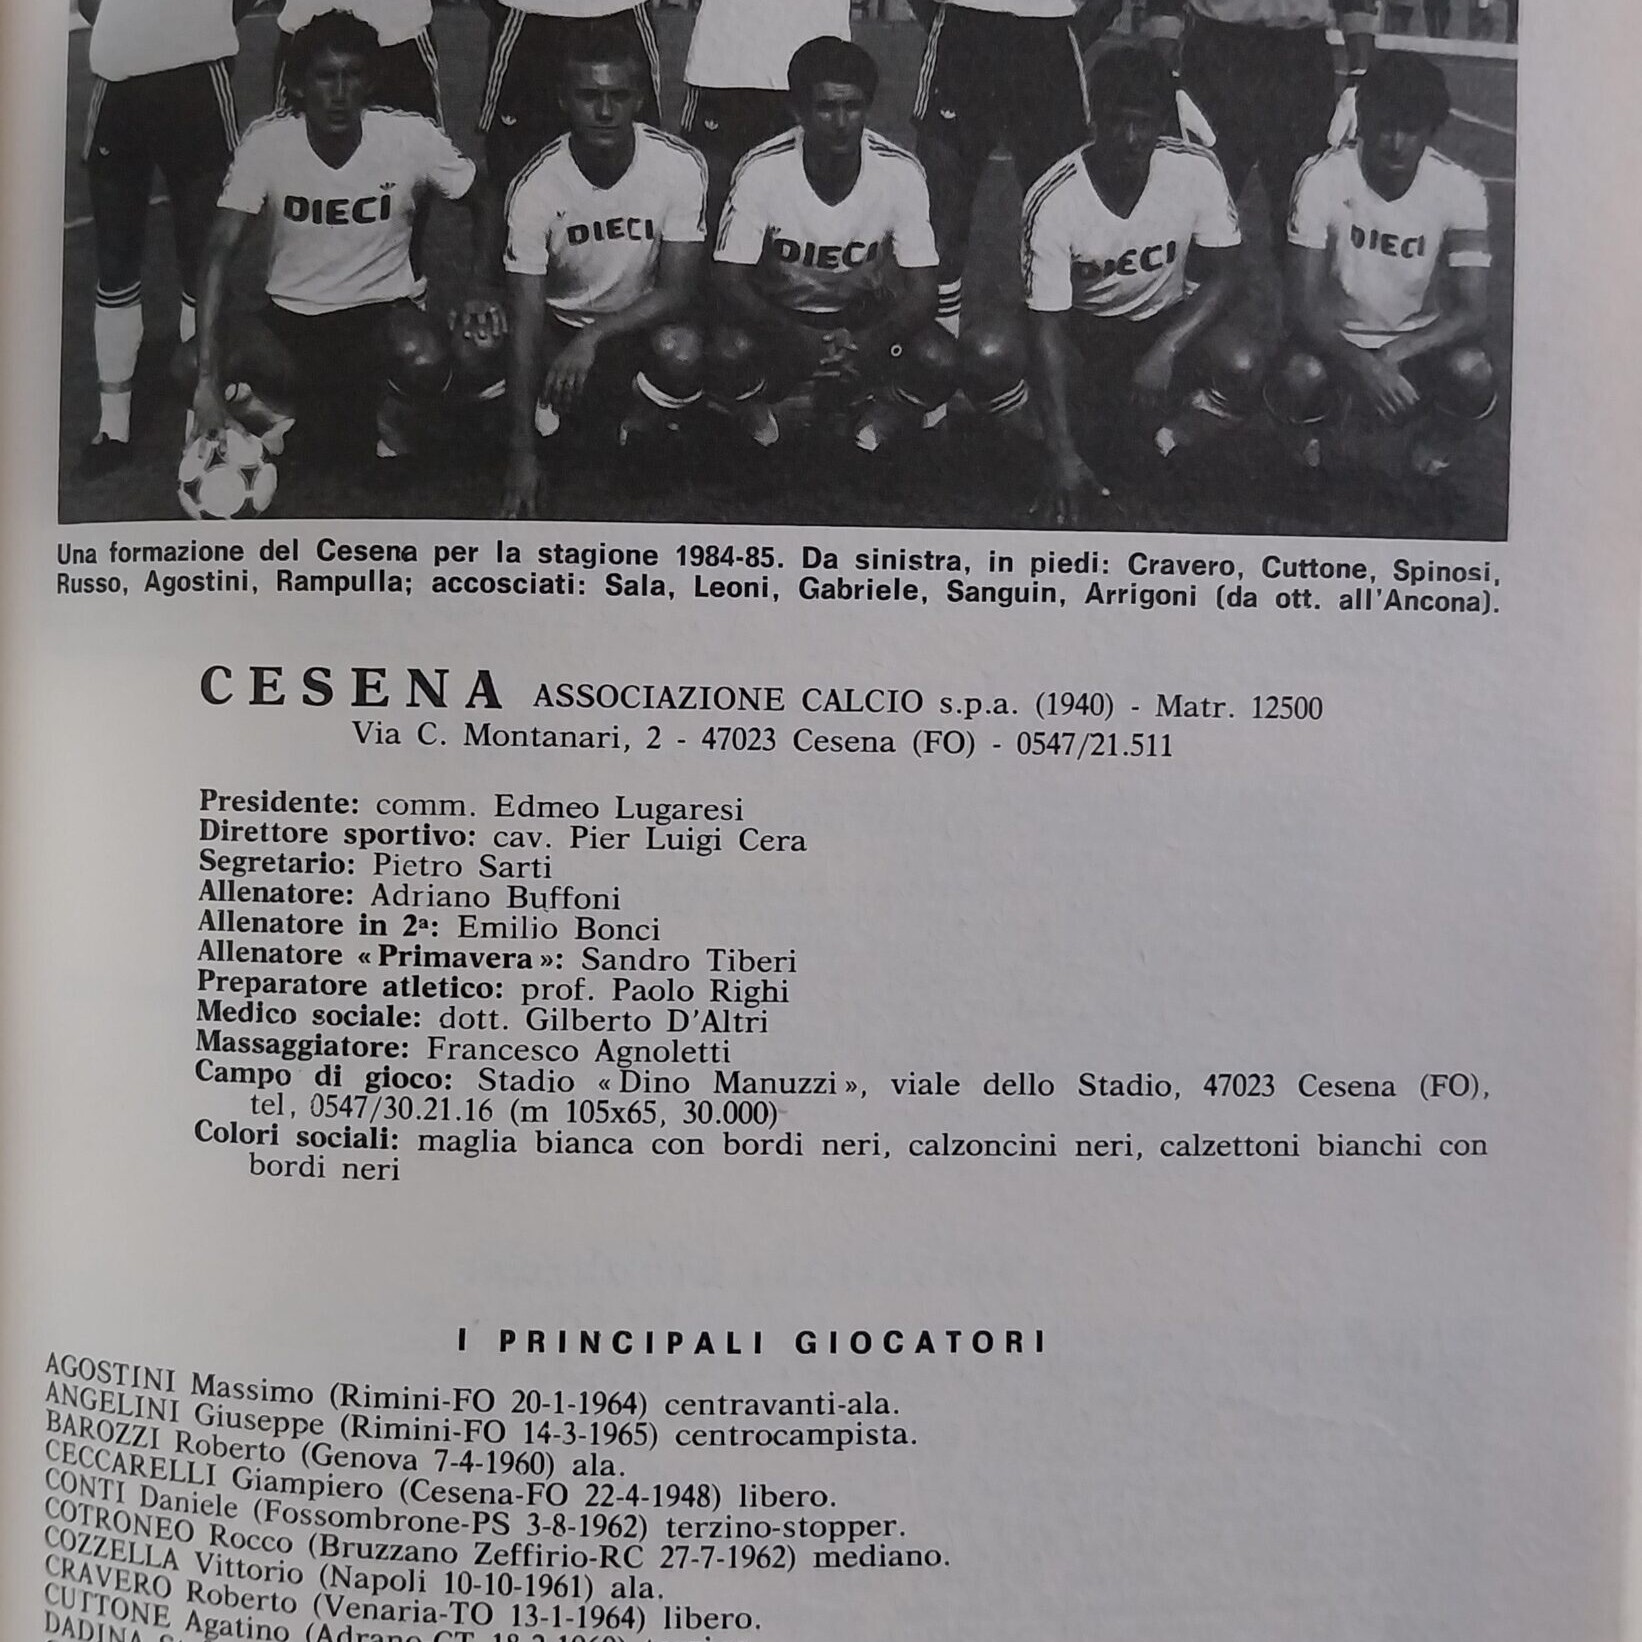 DIECI DIECI DIECI DIECI DIECI
Una formazione del Cesena per la stagione 1984-85. Da sinistra, in piedi: Cravero, Cuttone, Spinosi,
Russo, Agostini, Rampulla; accosciati: Sala, Leoni, Gabriele, Sanguin, Arrigoni (da ott. all'Ancona).
CESENA ASSOCIAZIONE CALCIO s.p.a. (1940) - Matr. 12500
Via C. Montanari, 2 - 47023 Cesena (FO) - 0547/21.511
Presidente: comm. Edmeo Lugaresi
Direttore sportivo: cav. Pier Luigi Cera
Segretario: Pietro Sarti
Allenatore: Adriano Buffoni
Allenatore in 2ª: Emilio Bonci
Allenatore «Primavera»: Sandro Tiberi
Preparatore atletico: prof. Paolo Righi
Medico sociale: dott. Gilberto D'Altri
Massaggiatore: Francesco Agnoletti
Campo di gioco: Stadio «Dino Manuzzi», viale dello Stadio, 47023 Cesena (FO),
tel, 0547/30.21.16 (m 105x65, 30.000)
Colori sociali: maglia bianca con bordi neri, calzoncini neri, calzettoni bianchi con
bordi neri
I PRINCIPALI GIOCATORI
AGOSTINI Massimo (Rimini-FO 20-1-1964) centravanti-ala.
ANGELINI Giuseppe (Rimini-FO 14-3-1965) centrocampista.
BAROZZI Roberto (Genova 7-4-1960) ala.
CECCARELLI Giampiero (Cesena-FO 22-4-1948) libero.
CONTI Daniele (Fossombrone-PS 3-8-1962) terzino-stopper.
COTRONEO Rocco (Bruzzano Zeffirio-RC 27-7-1962) mediano.
COZZELLA Vittorio (Napoli 10-10-1961) ala.
CRAVERO Roberto (Venaria-TO 13-1-1964) libero.
CUTTONE Agatino (Adrano-CT
DADINA